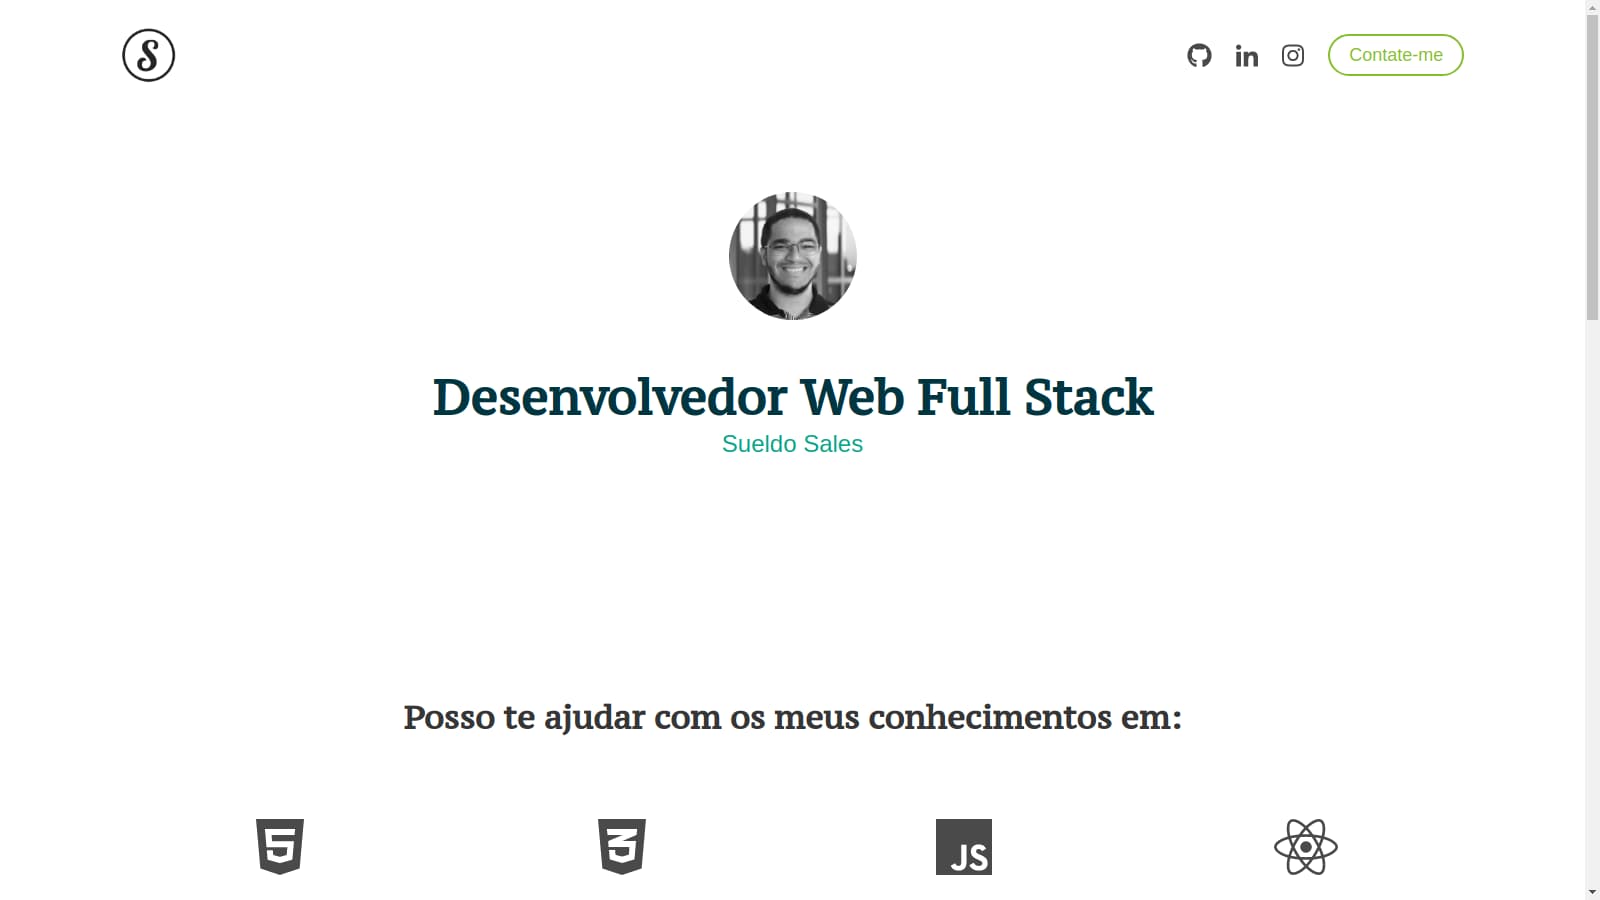 S
Contate-me
Desenvolvedor Web Full Stack
Sueldo Sales
Posso te ajudar com os meus conhecimentos em:
5
3
JS